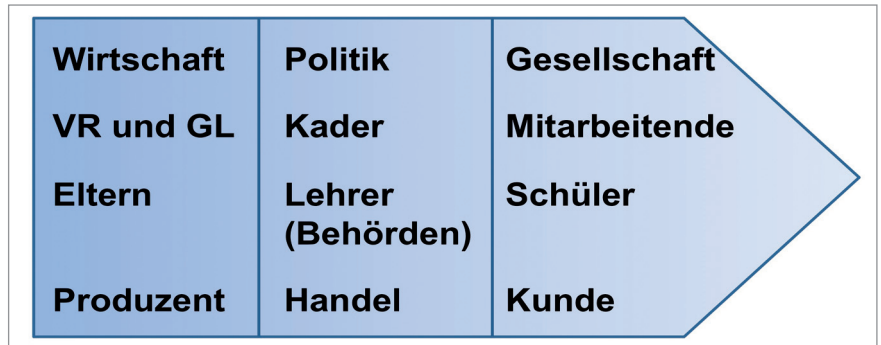 Wirtschaft Politik Gesellschaft
VR und GL Kader Mitarbeitende
Eltern Lehrer Schüler
(Behörden)
Produzent Handel Kunde